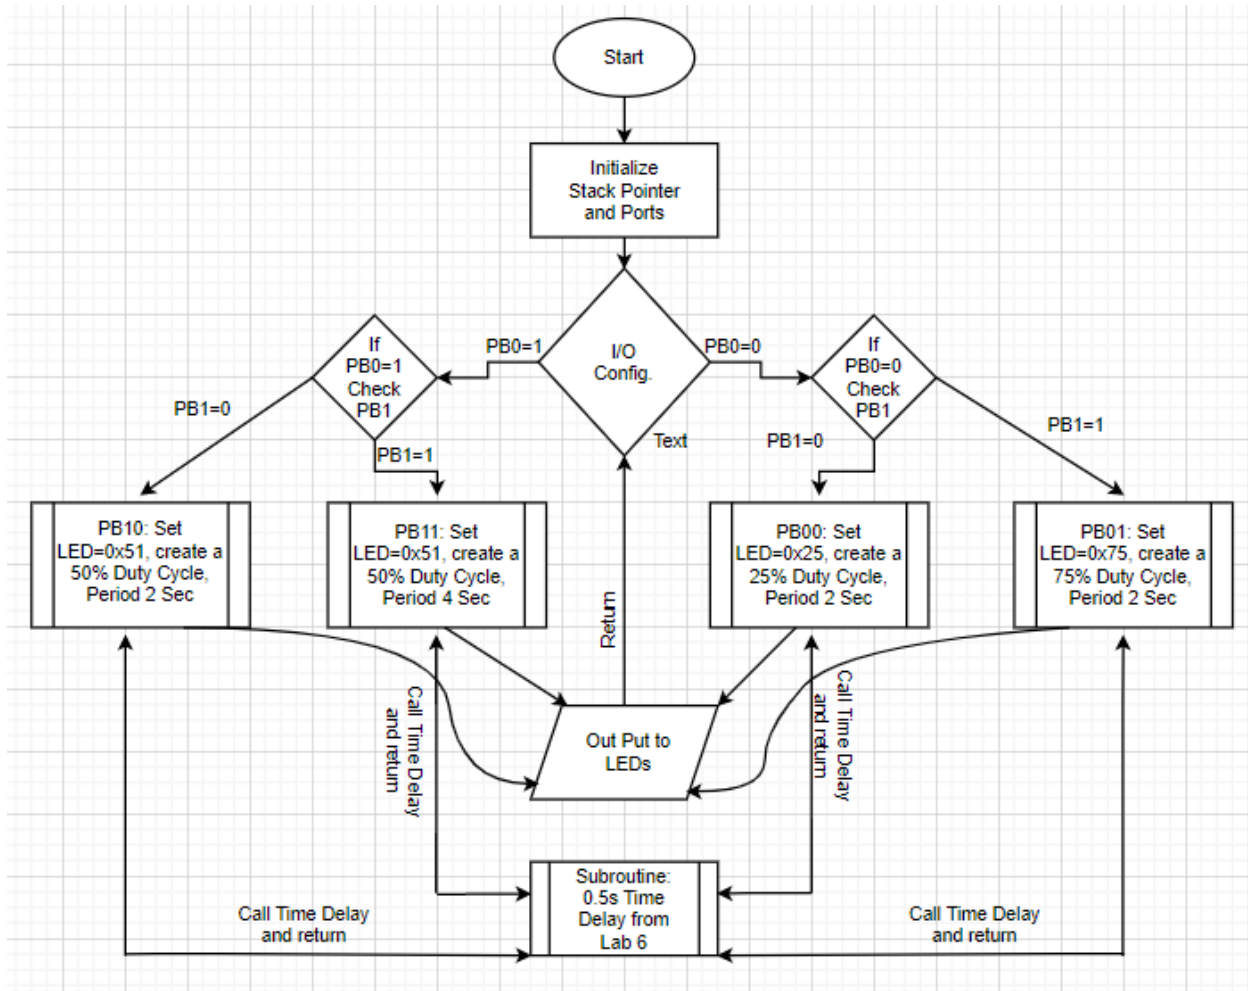 Start
Initialize
Stack Pointer
and Ports
I/O
Config.
PB0=1
PB0=0
Text
If
PB0=1
Check
PB1
If
PB0=0
Check
PB1
PB1=0
PB1=1
PB1=0
PB1=1
PB10: Set
LED=0x51, create a
50% Duty Cycle,
Period 2 Sec
PB11: Set
LED=0x51, create a
50% Duty Cycle,
Period 4 Sec
PB00: Set
LED=0x25, create a
25% Duty Cycle,
Period 2 Sec
PB01: Set
LED=0x75, create a
75% Duty Cycle,
Period 2 Sec
Return
Call Time Delay
and return
Out Put to
LEDs
Call Time Delay
and return
Subroutine:
0.5s Time
Delay from
Lab 6
Call Time Delay
and return
Call Time Delay
and return